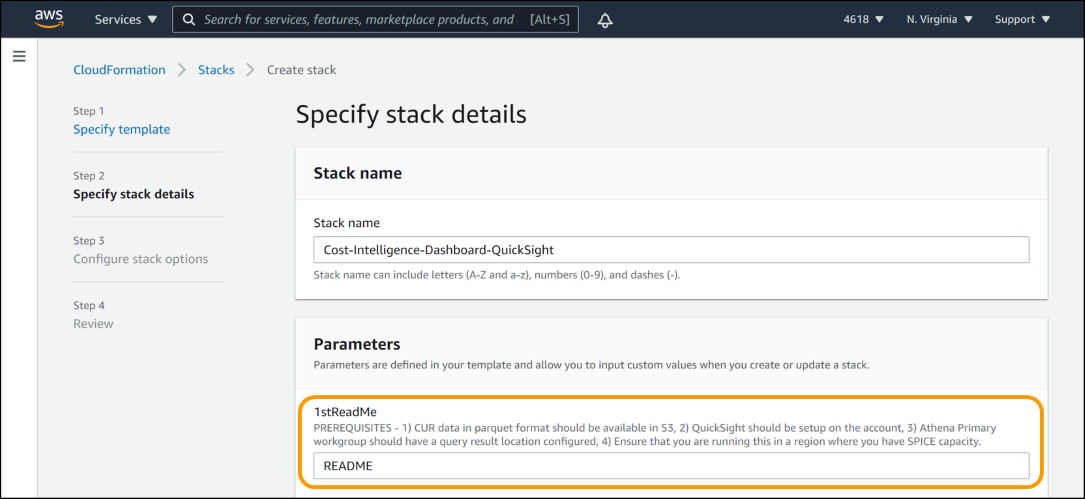 aws Services ▼ Search for services, features, marketplace products, and [Alt+S] 4618 ▼ N. Virginia ▼ Support ▼
CloudFormation > Stacks > Create stack
Step 1
Specify template
Step 2
Specify stack details
Step 3
Configure stack options
Step 4
Review
Specify stack details
Stack name
Stack name
Cost-Intelligence-Dashboard-QuickSight
Stack name can include letters (A-Z and a-z), numbers (0-9), and dashes (-).
Parameters
Parameters are defined in your template and allow you to input custom values when you create or update a stack.
1stReadMe
PREREQUISITES - 1) CUR data in parquet format should be available in S3, 2) QuickSight should be setup on the account, 3) Athena Primary
workgroup should have a query result location configured, 4) Ensure that you are running this in a region where you have SPICE capacity.
README